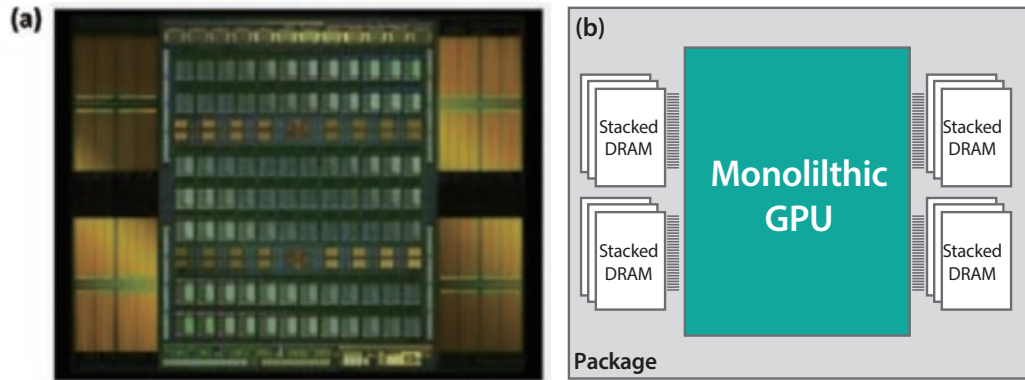 (a)
(b)
Stacked
DRAM
Stacked
DRAM
Monolilthic
GPU
Stacked
DRAM
Stacked
DRAM
Package